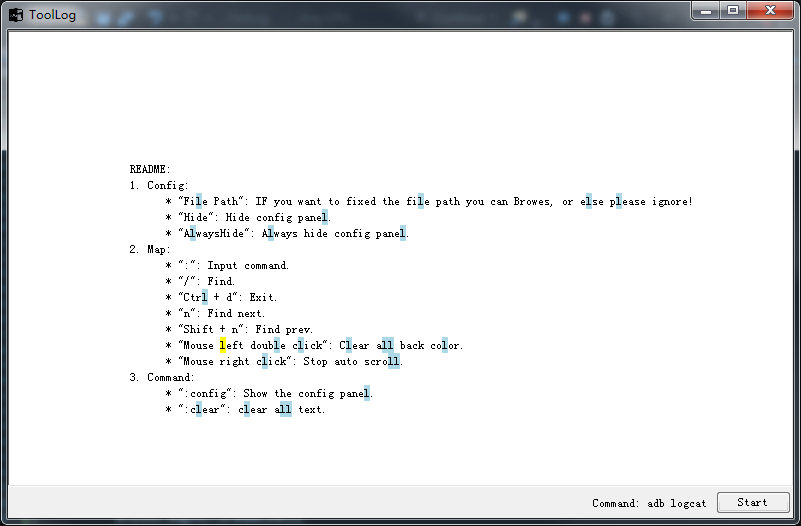 ToolLog
README:
1. Config:
* "File Path": IF you want to fixed the file path you can Browes, or else please ignore!
* "Hide": Hide config panel.
* "AlwaysHide": Always hide config panel.
2. Map:
* ":": Input command.
* "/": Find.
* "Ctrl + d": Exit.
* "n": Find next.
* "Shift + n": Find prev.
* "Mouse left double click": Clear all back color.
* "Mouse right click": Stop auto scroll.
3. Command:
* ":config": Show the config panel.
* ":clear": clear all text.
Command: adb logcat
Start